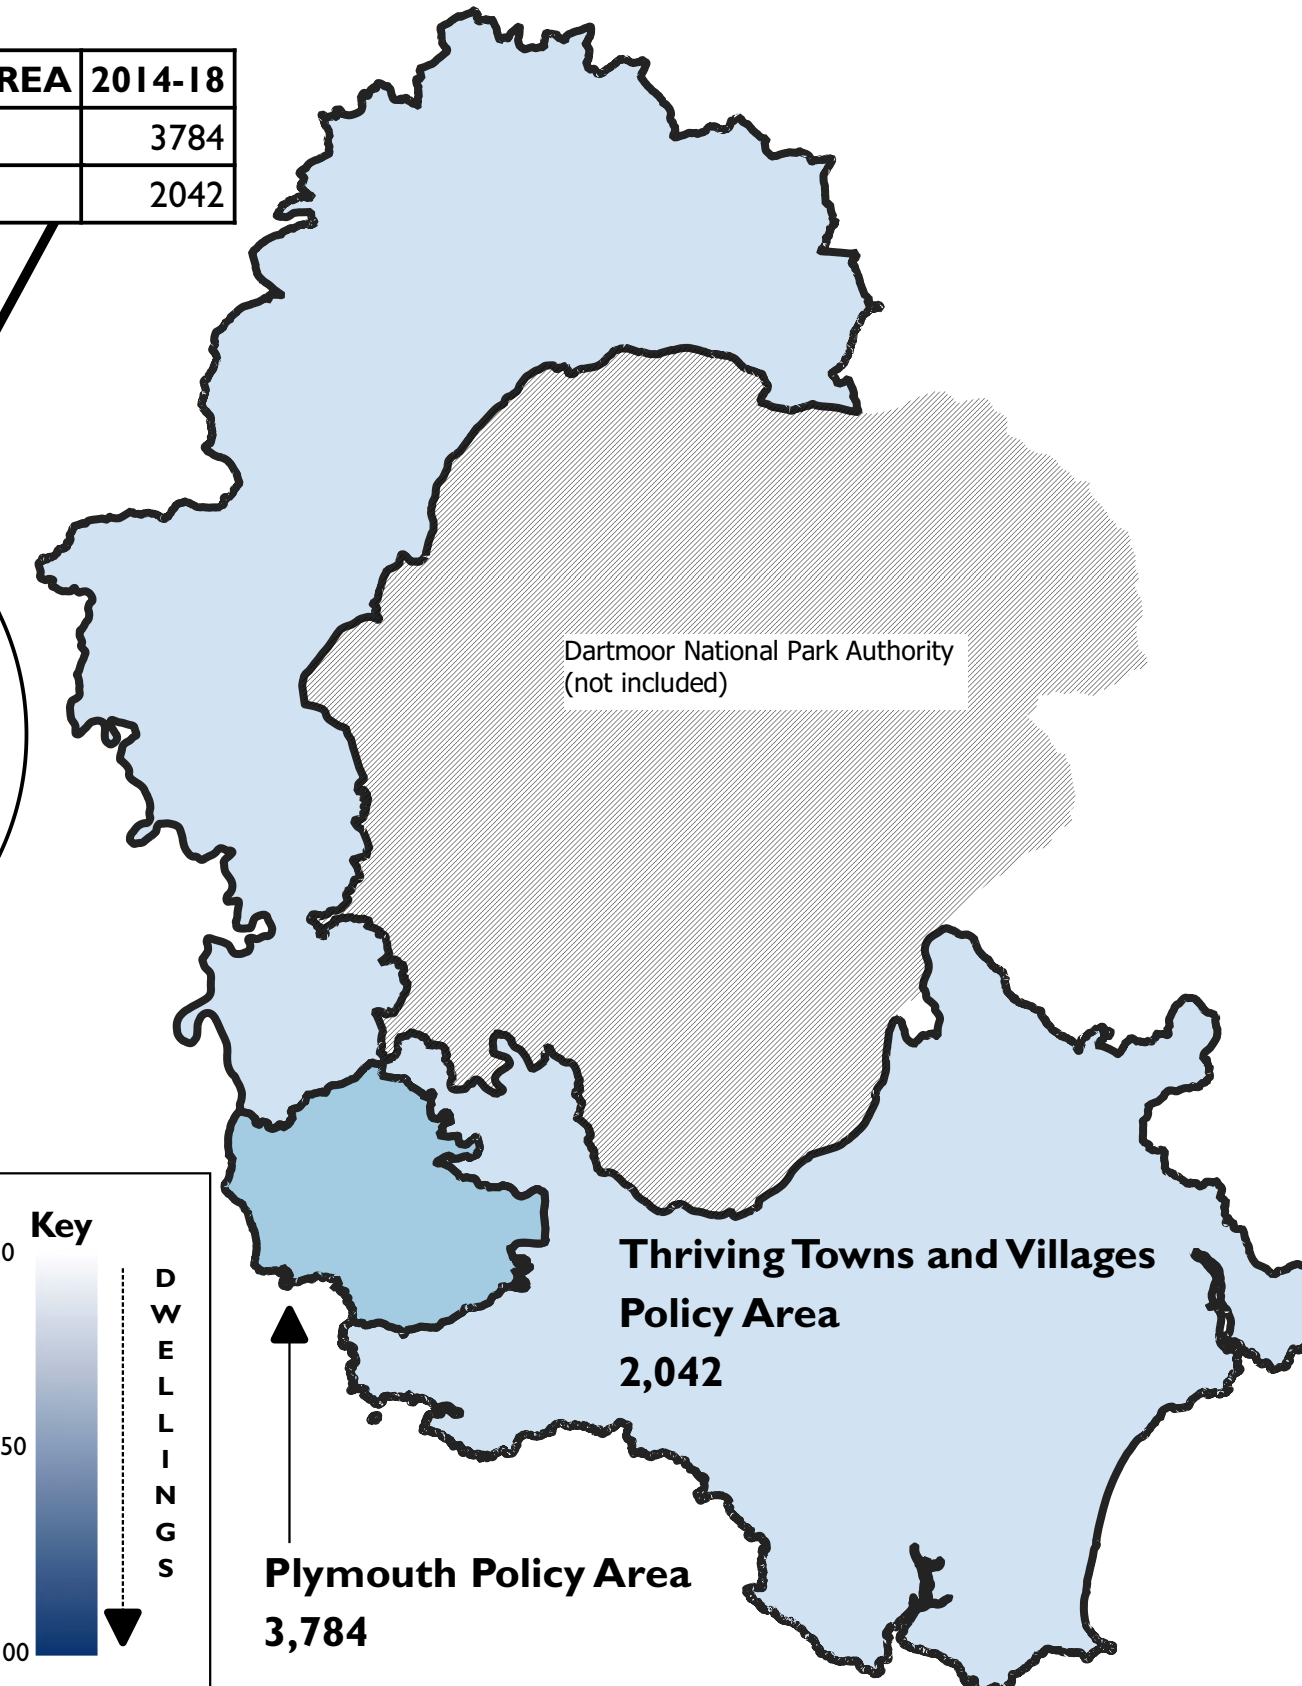 REA 2014-18
3784
2042
Dartmoor National Park Authority
(not included)
Thriving Towns and Villages
Policy Area
2,042
Key
0
50
00
D
W
E
L
L
I
N
G
S
Plymouth Policy Area
3,784